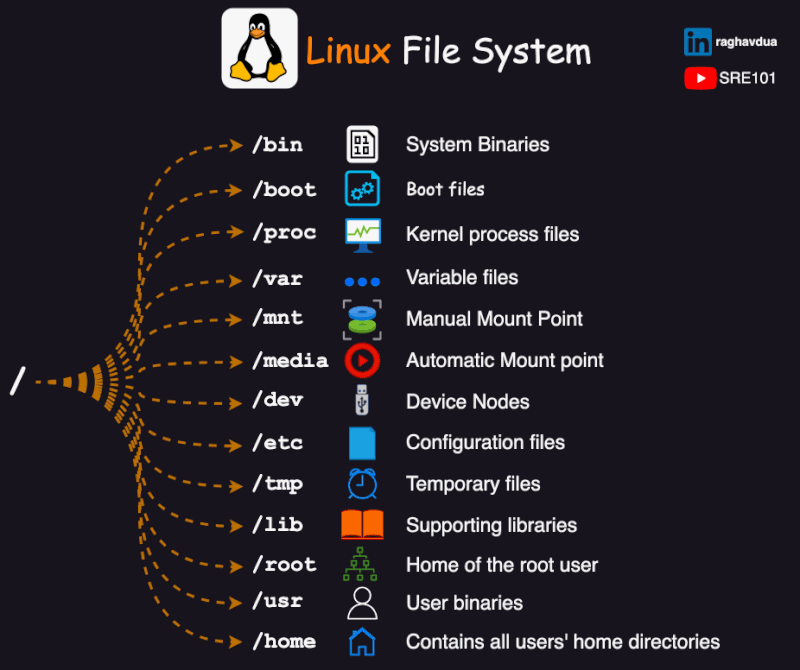 Linux File System
in raghavdua
SRE101
/
/bin System Binaries
/boot Boot files
/proc Kernel process files
/var Variable files
/mnt Manual Mount Point
/media Automatic Mount point
/dev Device Nodes
/etc Configuration files
/tmp Temporary files
/lib Supporting libraries
/root Home of the root user
/usr User binaries
/home Contains all users' home directories